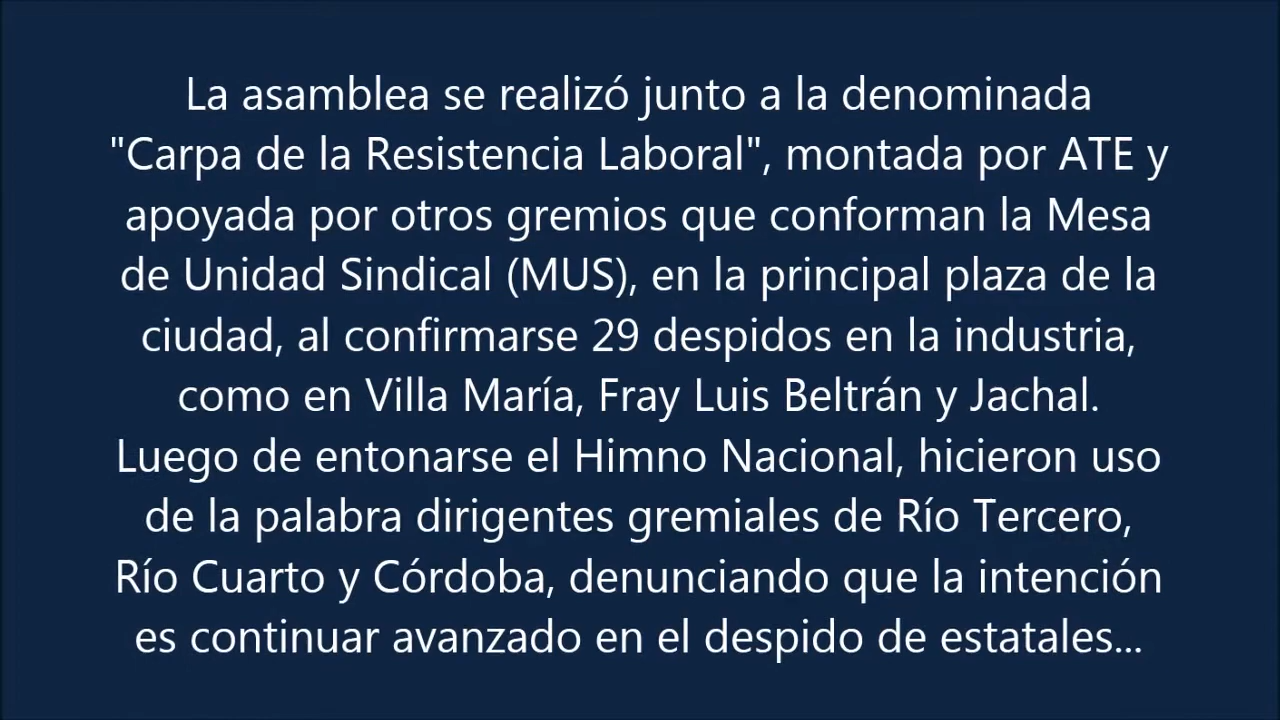 La asamblea se realizó junto a la denominada
"Carpa de la Resistencia Laboral", montada por ATE y
apoyada por otros gremios que conforman la Mesa
de Unidad Sindical (MUS), en la principal plaza de la
ciudad, al confirmarse 29 despidos en la industria,
como en Villa María, Fray Luis Beltrán y Jachal.
Luego de entonarse el Himno Nacional, hicieron uso
de la palabra dirigentes gremiales de Río Tercero,
Río Cuarto y Córdoba, denunciando que la intención
es continuar avanzado en el despido de estatales...